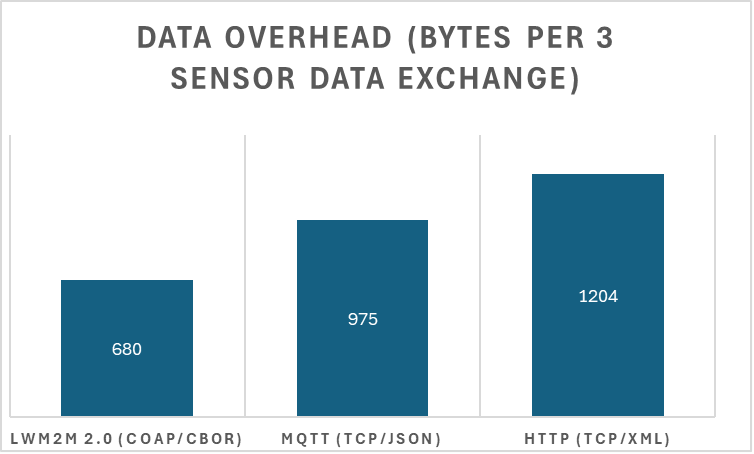 DATA OVERHEAD (BYTES PER 3
SENSOR DATA EXCHANGE)
680
975
1204
LWM2M 2.0 (COAP/CBOR)
MQTT (TCP/JSON)
HTTP (TCP/XML)